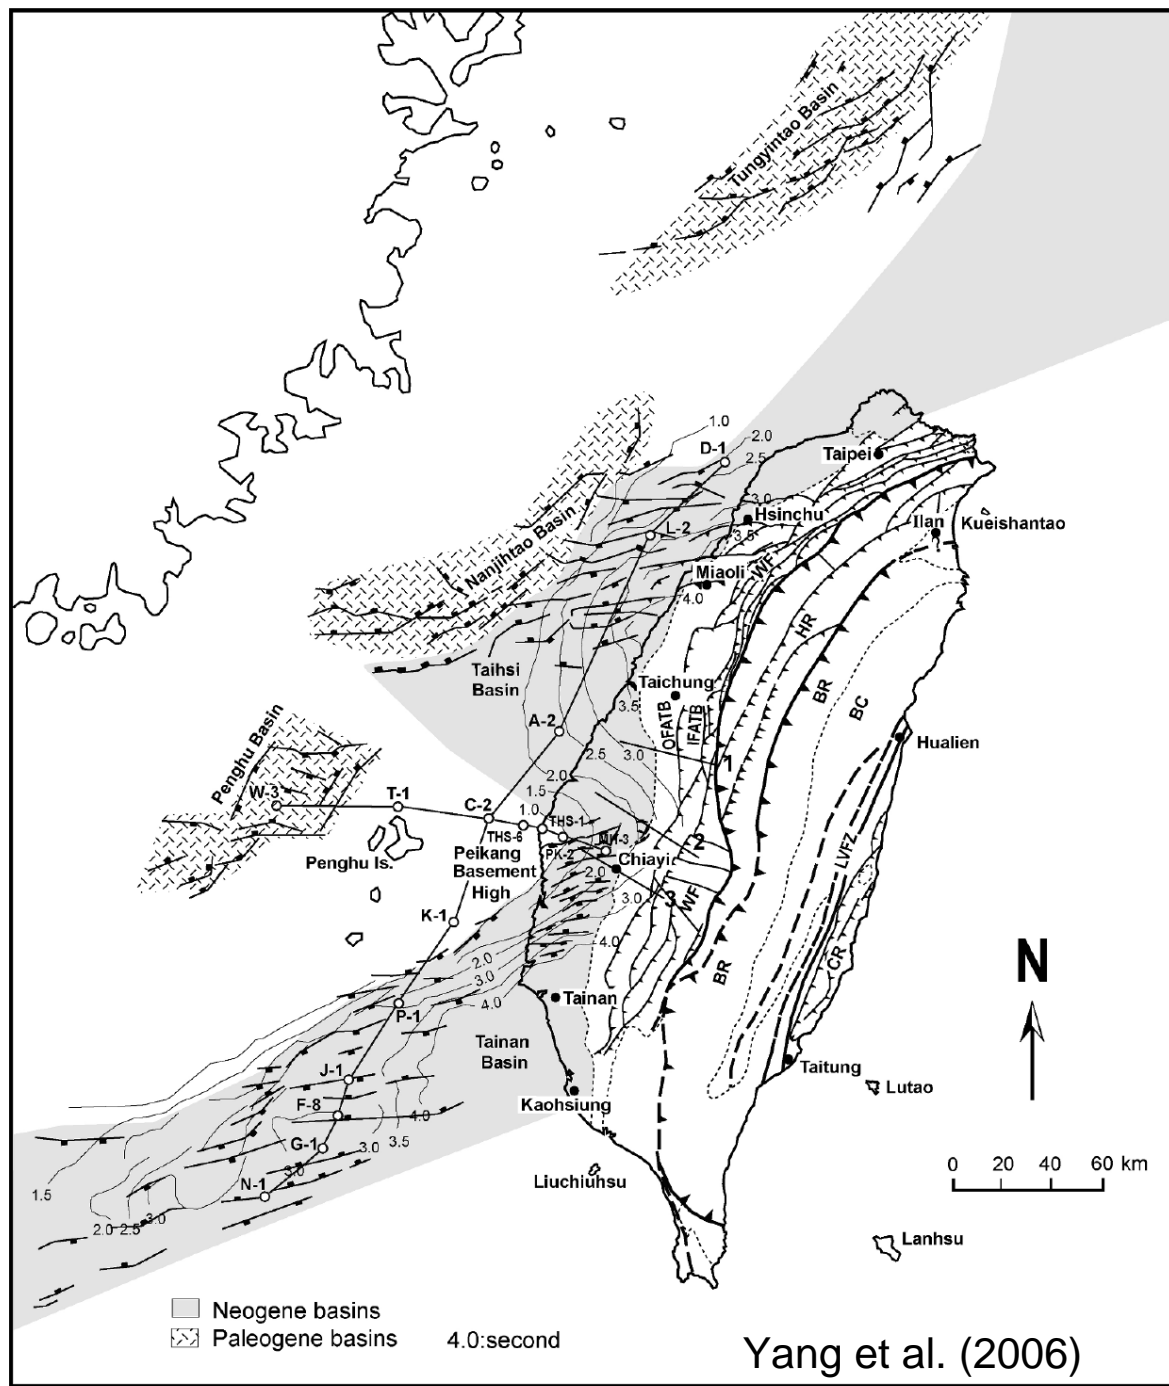 Tungyintao Basin
1.0
2.0
D-1
2.5
Taipei
3.0
Hsinchu
3.5
L-2
Ilan
Kueishantao
Nanjihtao Basin
WF
Miaoli
4.0
HR
Taihsi
Basin
Taichung
BR
BC
3.5
OFATB
IFATB
A-2
Hualien
2.5
3.0
1
Penghu Basin
2.0
1.5
W-3
T-1
C-2
1.0
THS-1
THS-6
2
MH-3
PK-2
Penghu Is.
Peikang
Basement
High
Chiayi
2.0
LVFZ
3.0
3
WF
K-1
4.0
2.0
3.0
4.0
BR
CR
N
Tainan
P-1
Tainan
Basin
Taitung
J-1
Lutao
Kaohsiung
F-8
4.0
G-1
3.0
3.5
3.0
N-1
Liuchiuhsu
0 20 40 60 km
1.5
2.0
2.5
3.0
Lanhsu
Neogene basins
Paleogene basins
4.0:second
Yang et al. (2006)